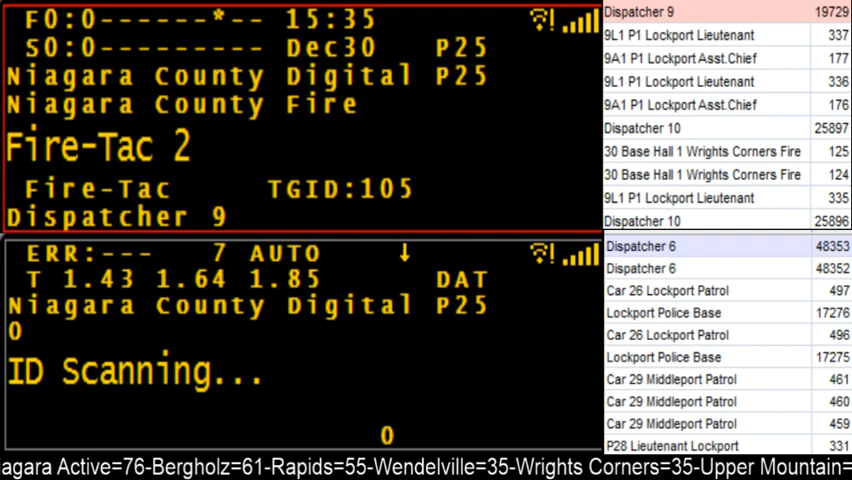 F0:0------*-- 15:35
S0:0--------- Dec30 P25
Niagara County Digital P25
Niagara County Fire
Fire-Tac 2
Fire-Tac TGID:105
Dispatcher 9
ERR:--- 7 AUTO ↓
T 1.43 1.64 1.85 DAT
Niagara County Digital P25
0
ID Scanning...
0
Dispatcher 9 19729
9L1 P1 Lockport Lieutenant 337
9A1 P1 Lockport Asst.Chief 177
9L1 P1 Lockport Lieutenant 336
9A1 P1 Lockport Asst.Chief 176
Dispatcher 10 25897
30 Base Hall 1 Wrights Corners Fire 125
30 Base Hall 1 Wrights Corners Fire 124
9L1 P1 Lockport Lieutenant 335
Dispatcher 10 25896
Dispatcher 6 48353
Dispatcher 6 48352
Car 26 Lockport Patrol 497
Lockport Police Base 17276
Car 26 Lockport Patrol 496
Lockport Police Base 17275
Car 29 Middleport Patrol 461
Car 29 Middleport Patrol 460
Car 29 Middleport Patrol 459
P28 Lieutenant Lockport 331
iagara Active=76-Bergholz=61-Rapids=55-Wendelville=35-Wrights Corners=35-Upper Mountain=